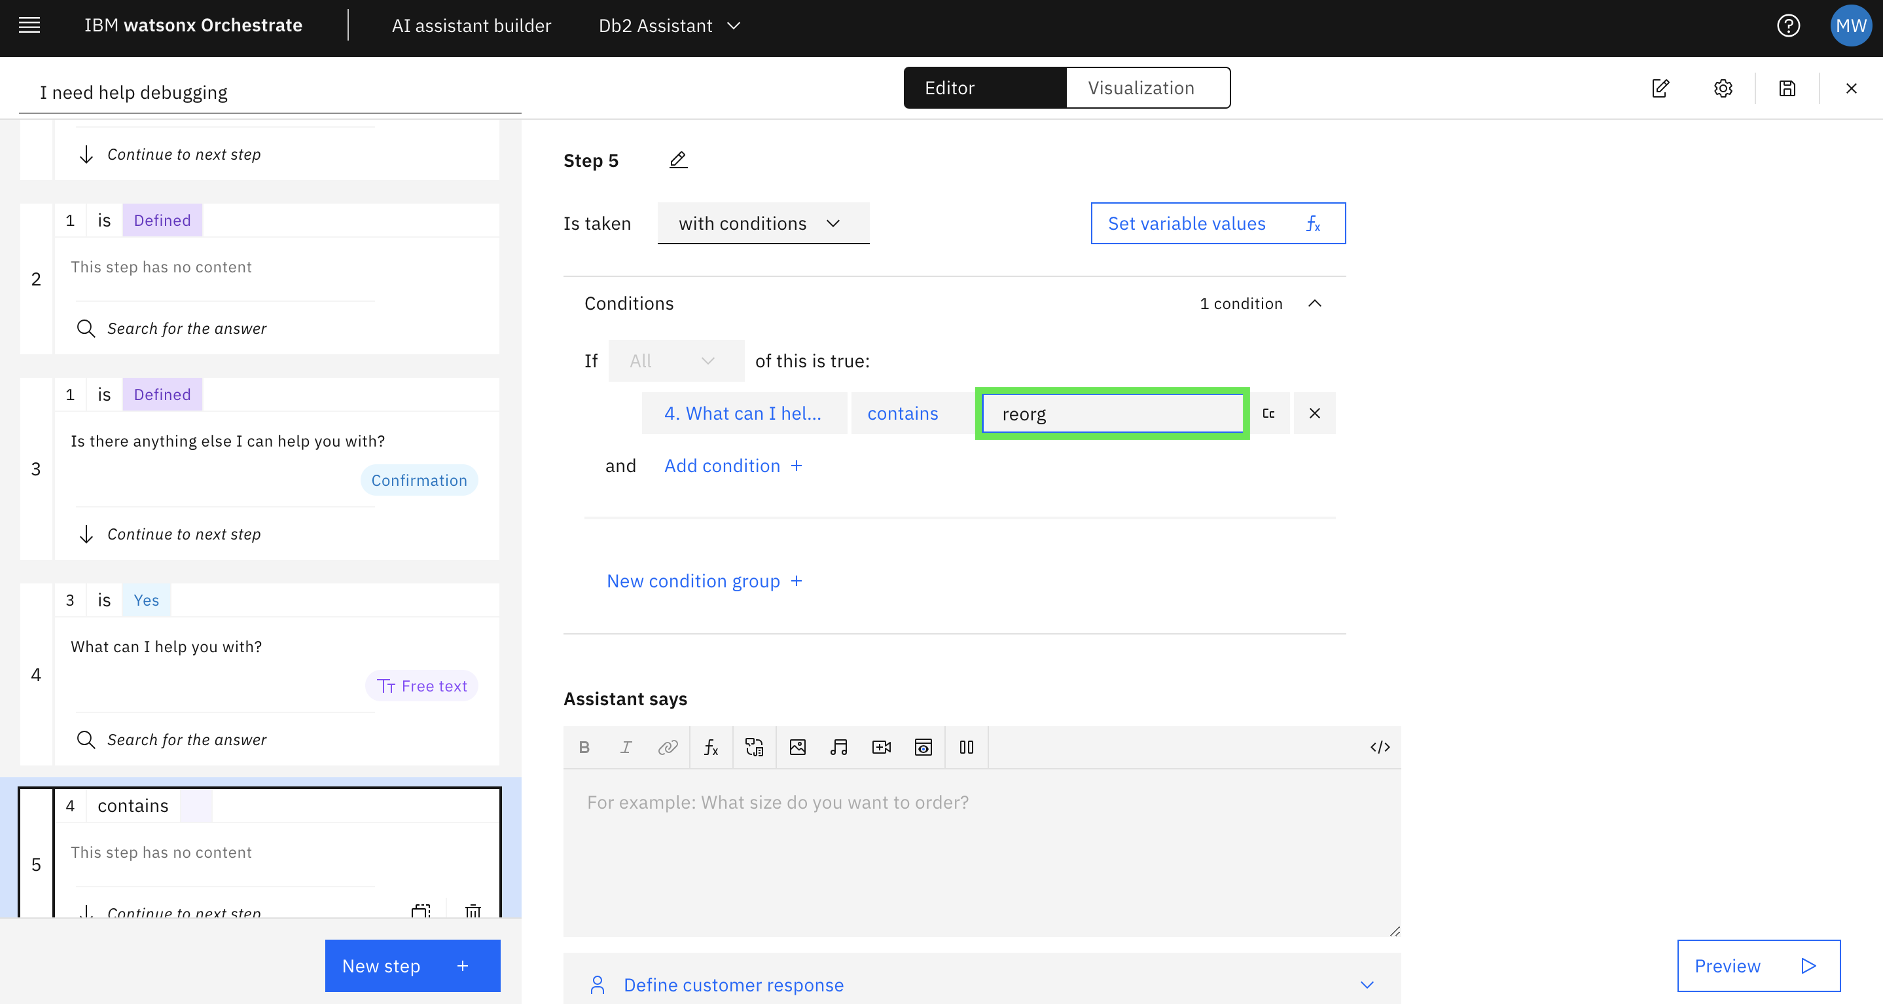 IBM watsonx Orchestrate
AI assistant builder
Db2 Assistant
MW
I need help debugging
Editor
Visualization
Continue to next step
1 is Defined
This step has no content
2
Search for the answer
1 is Defined
Is there anything else I can help you with?
3
Confirmation
Continue to next step
3 is Yes
What can I help you with?
4
Free text
Search for the answer
4 contains
This step has no content
5
Continue to next step
New step +
Step 5
Is taken with conditions
Set variable values fx
Conditions
1 condition
If All of this is true:
4. What can I hel... contains reorg Cc
and Add condition +
New condition group +
Assistant says
B I fx </>
For example: What size do you want to order?
Define customer response
Preview